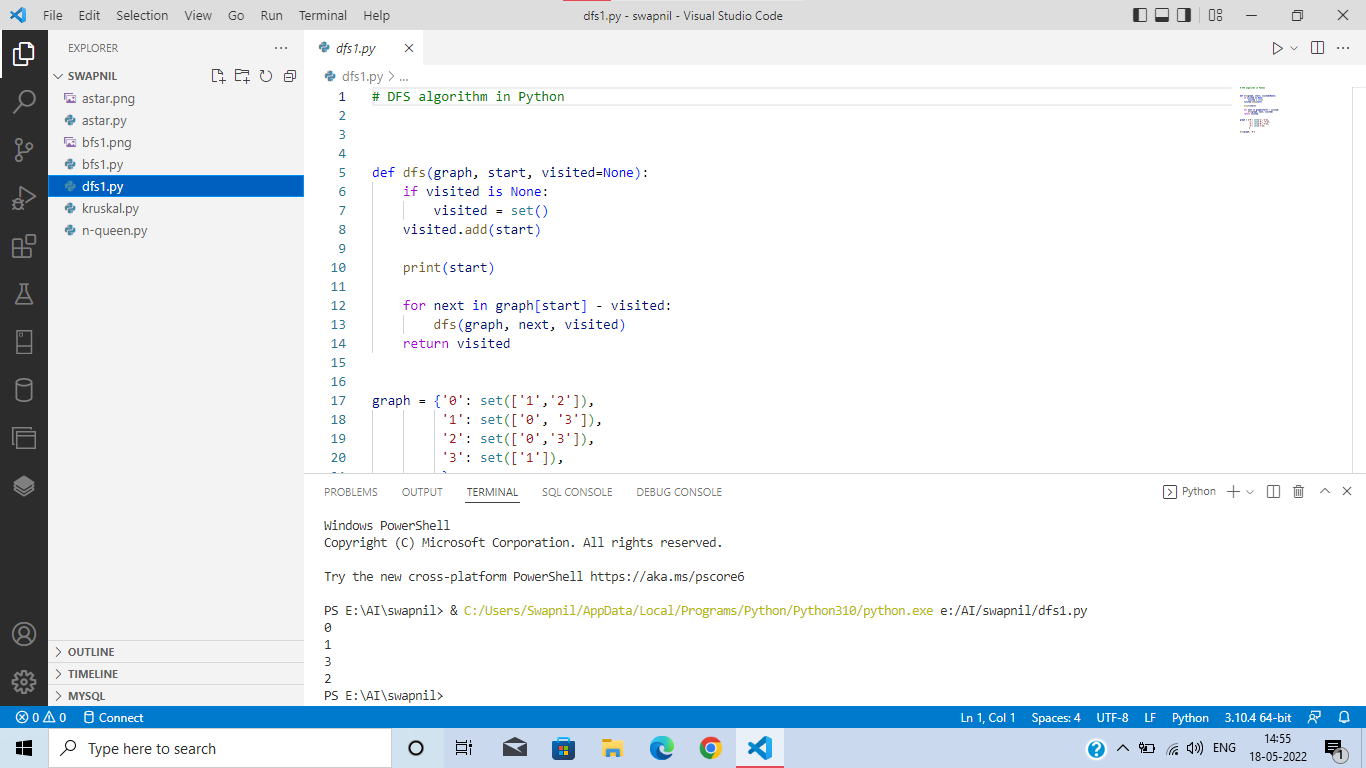 File Edit Selection View Go Run Terminal Help dfs1.py - swapnil - Visual Studio Code
EXPLORER
SWAPNIL
astar.png
astar.py
bfs1.png
bfs1.py
dfs1.py
kruskal.py
n-queen.py
OUTLINE
TIMELINE
MYSQL
dfs1.py
dfs1.py > ...
1 # DFS algorithm in Python
2
3
4
5 def dfs(graph, start, visited=None):
6 if visited is None:
7 visited = set()
8 visited.add(start)
9
10 print(start)
11
12 for next in graph[start] - visited:
13 dfs(graph, next, visited)
14 return visited
15
16
17 graph = {'0': set(['1','2']),
18 '1': set(['0', '3']),
19 '2': set(['0','3']),
20 '3': set(['1']),
PROBLEMS OUTPUT TERMINAL SQL CONSOLE DEBUG CONSOLE Python
Windows PowerShell
Copyright (C) Microsoft Corporation. All rights reserved.
Try the new cross-platform PowerShell https://aka.ms/pscore6
PS E:\AI\swapnil> & C:/Users/Swapnil/AppData/Local/Programs/Python/Python310/python.exe e:/AI/swapnil/dfs1.py
0
1
3
2
PS E:\AI\swapnil>
0 0 Connect Ln 1, Col 1 Spaces: 4 UTF-8 LF Python 3.10.4 64-bit
Type here to search
ENG
14:55
18-05-2022
1